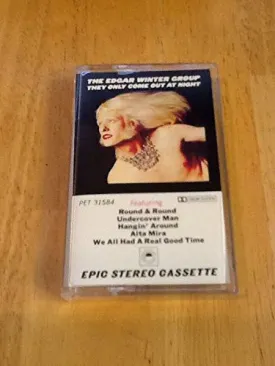 THE EDGAR WINTER GROUP
THEY ONLY COME OUT AT NIGHT
PET 31584
Featuring
Round & Round
Undercover Man
Hangin' Around
Alta Mira
We All Had A Real Good Time
EPIC STEREO CASSETTE